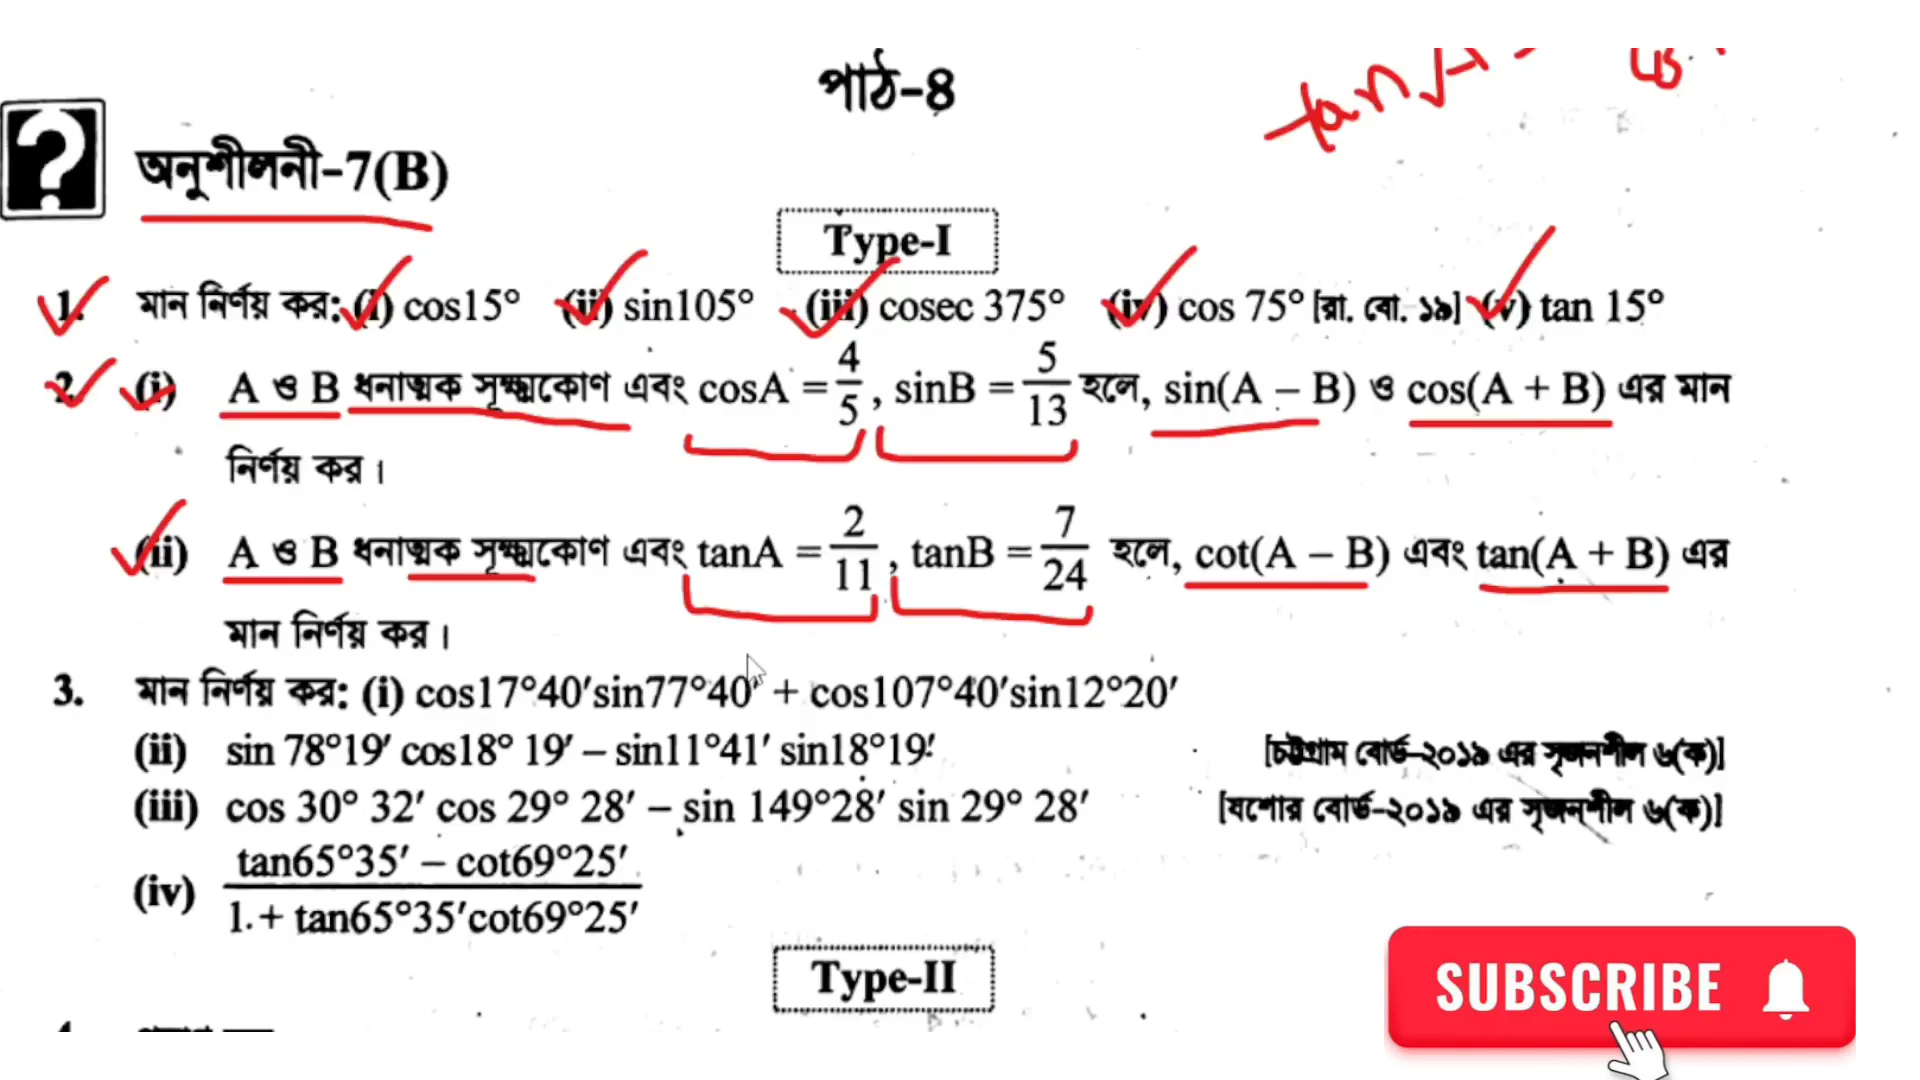 পাঠ-8
tan
অনুশীলনী-7(B)
Type-I
1. মান নির্ণয় কর: (i) cos15° (ii) sin105° (iii) cosec 375° (iv) cos 75° [রা. বো. ১৯] (v) tan 15°
2. (i) A ও B ধনাত্মক সূক্ষ্মকোণ এবং cosA = 4/5, sinB = 5/13 হলে, sin(A – B) ও cos(A + B) এর মান
নির্ণয় কর।
(ii) A ও B ধনাত্মক সূক্ষ্মকোণ এবং tanA = 2/11, tanB = 7/24 হলে, cot(A – B) এবং tan(A + B) এর
মান নির্ণয় কর।
3. মান নির্ণয় কর: (i) cos17°40′sin77°40′ + cos107°40′sin12°20′
(ii) sin 78°19′ cos18° 19′ – sin11°41′ sin18°19′ [চট্টগ্রাম বোর্ড-২০১৯ এর সৃজনশীল ৬(ক)]
(iii) cos 30° 32′ cos 29° 28′ – sin 149°28′ sin 29° 28′ [যশোর বোর্ড-২০১৯ এর সৃজনশীল ৬(ক)]
(iv) tan65°35′ – cot69°25′
1 + tan65°35′cot69°25′
Type-II
SUBSCRIBE